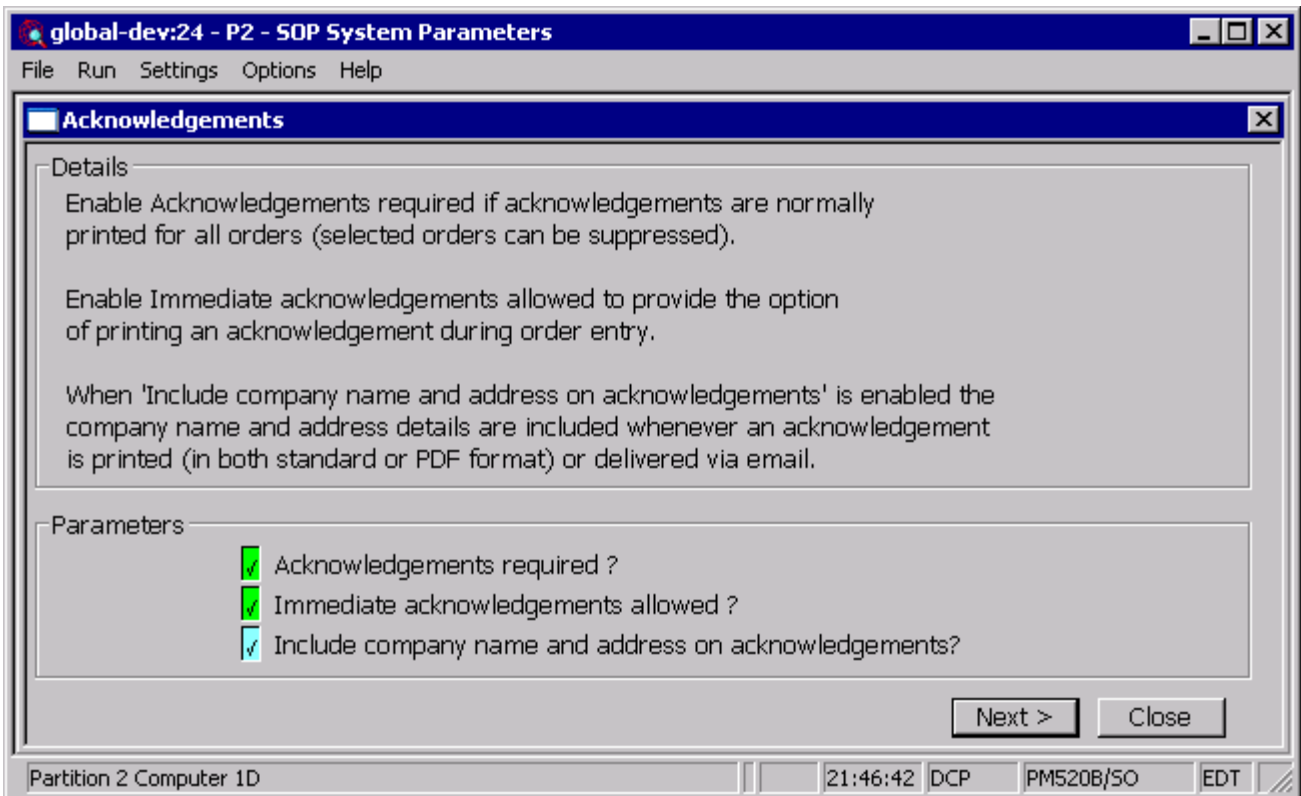 global-dev:24 - P2 - SOP System Parameters
File Run Settings Options Help
Acknowledgements
Details
Enable Acknowledgements required if acknowledgements are normally
printed for all orders (selected orders can be suppressed).
Enable Immediate acknowledgements allowed to provide the option
of printing an acknowledgement during order entry.
When 'Include company name and address on acknowledgements' is enabled the
company name and address details are included whenever an acknowledgement
is printed (in both standard or PDF format) or delivered via email.
Parameters
Acknowledgements required ?
Immediate acknowledgements allowed ?
Include company name and address on acknowledgements?
Next > Close
Partition 2 Computer 1D 21:46:42 DCP PM520B/SO EDT